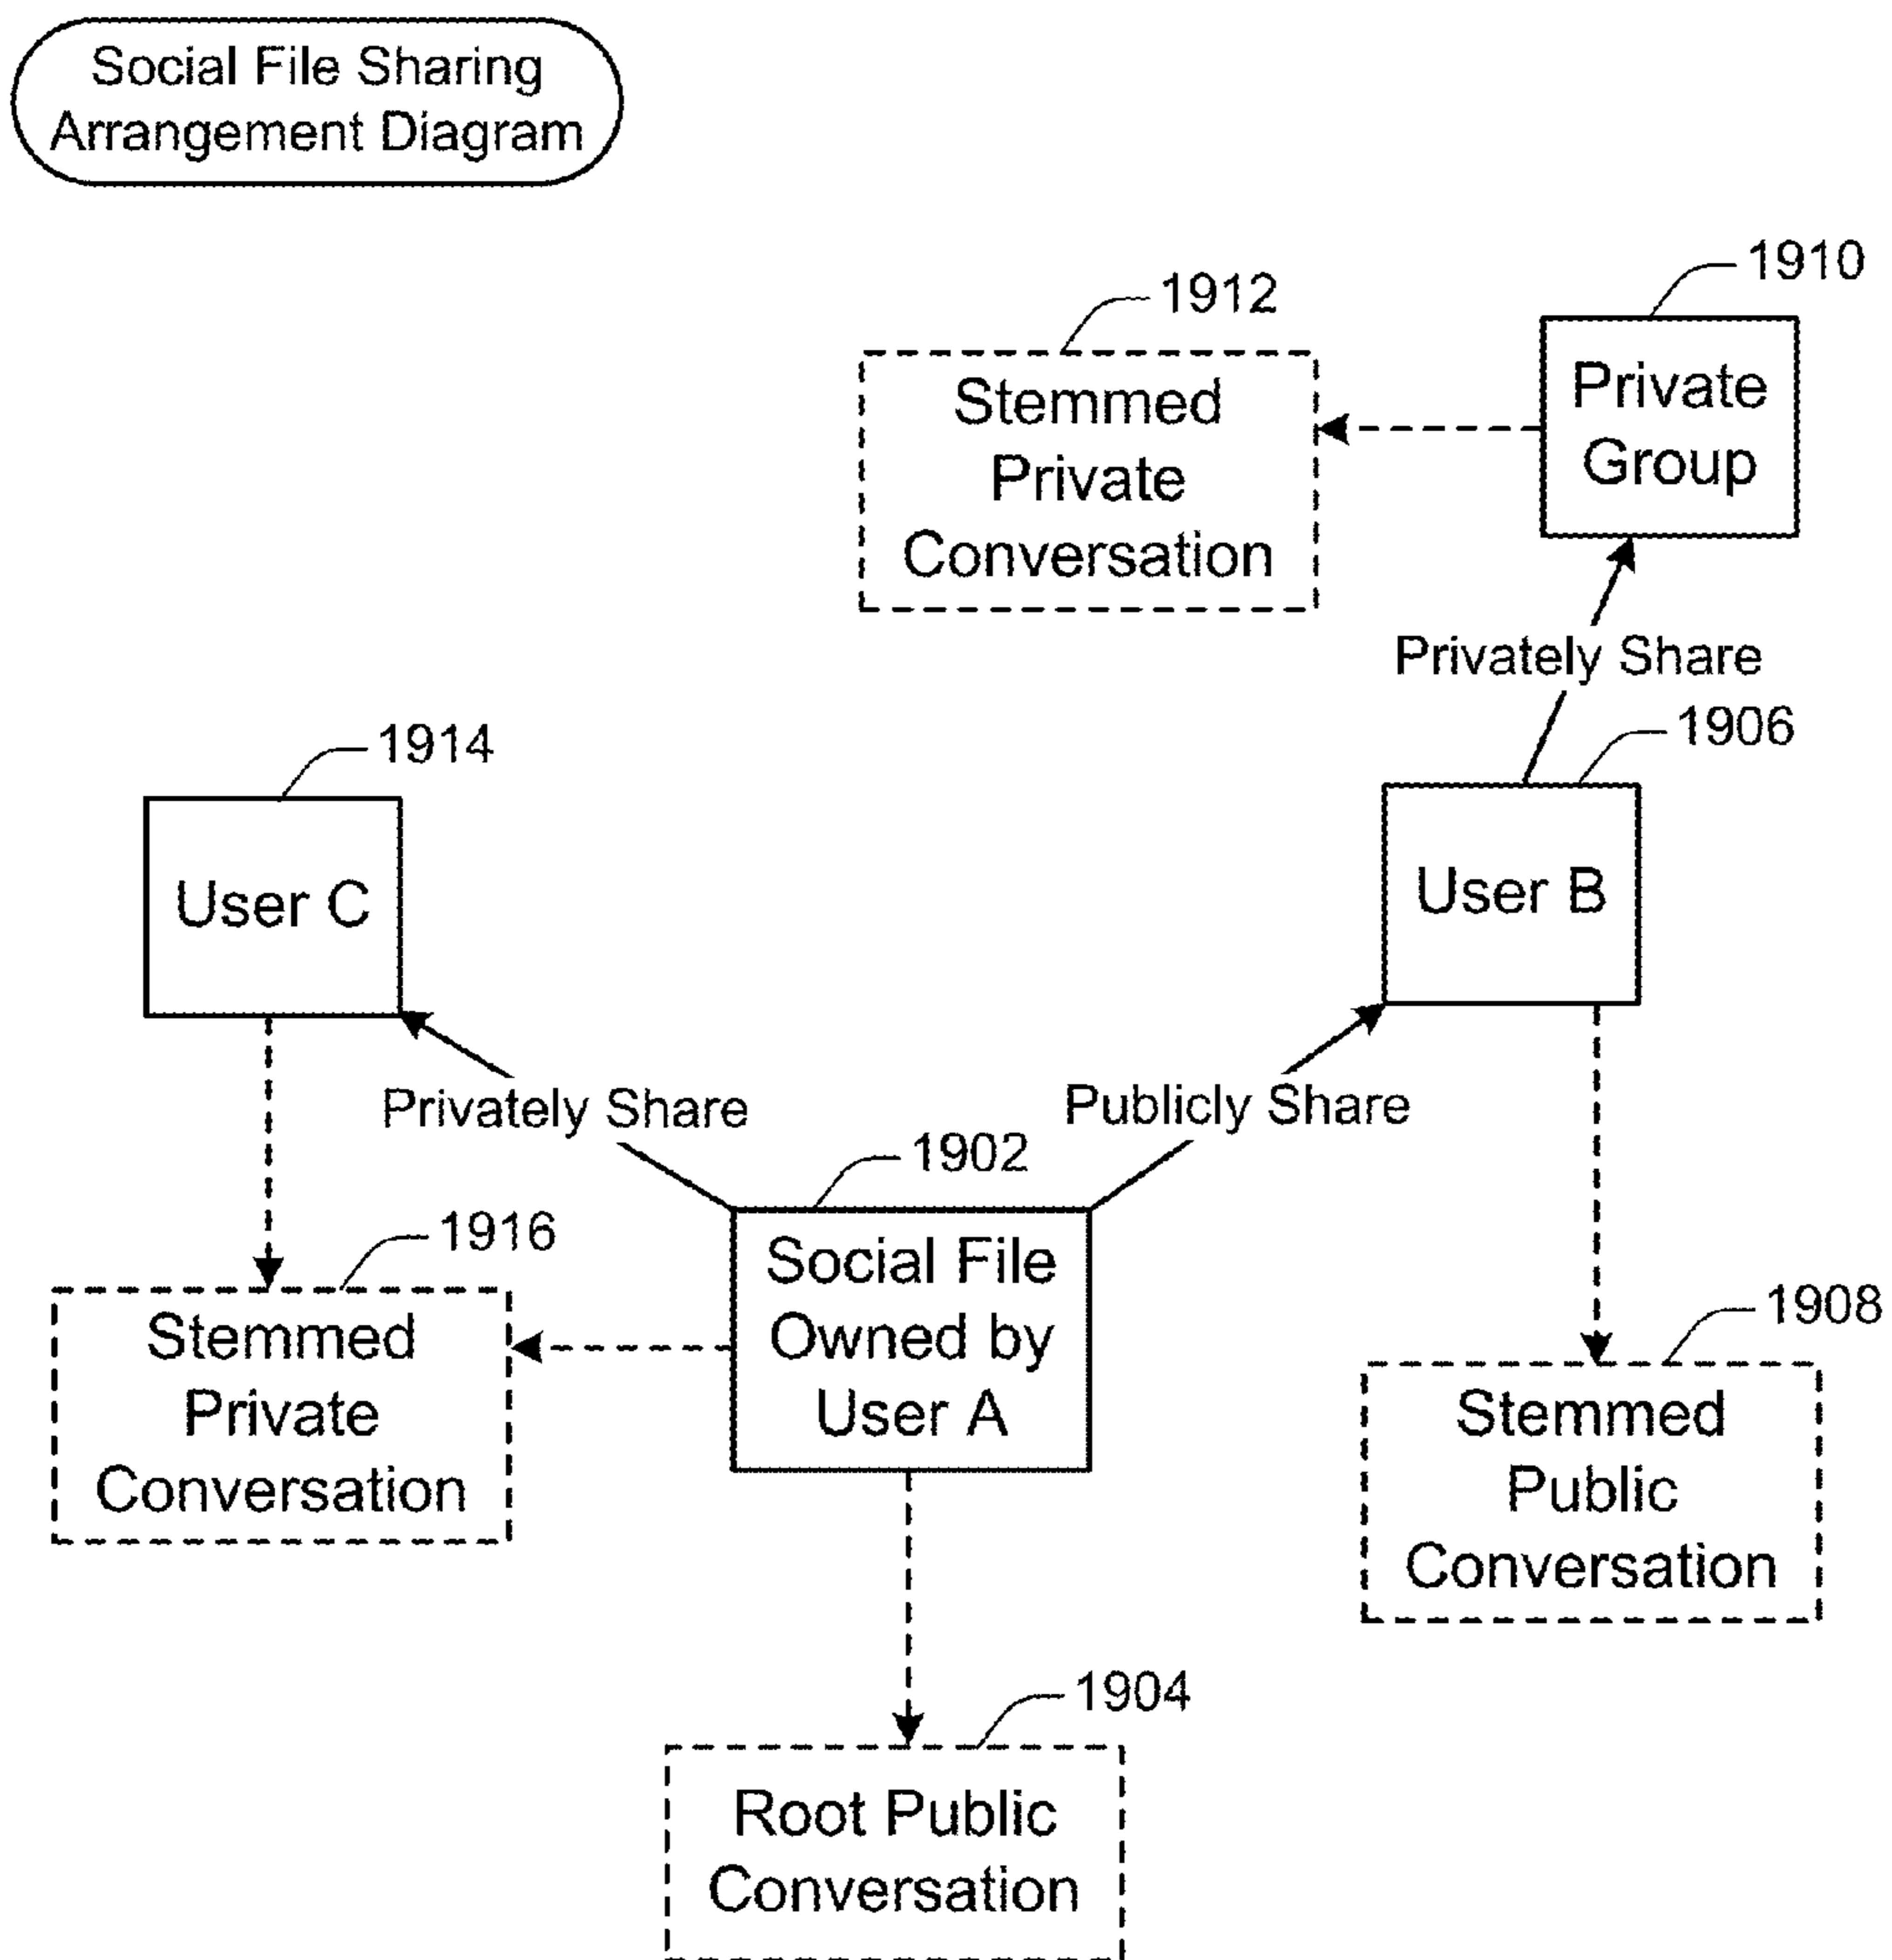 Social File Sharing
Arrangement Diagram
1910
1912
Private
Group
Stemmed
Private
Conversation
Privately Share
1906
1914
User B
User C
Privately Share
Publicly Share
1902
1916
Social File
Owned by
User A
1908
Stemmed
Private
Conversation
Stemmed
Public
Conversation
1904
Root Public
Conversation